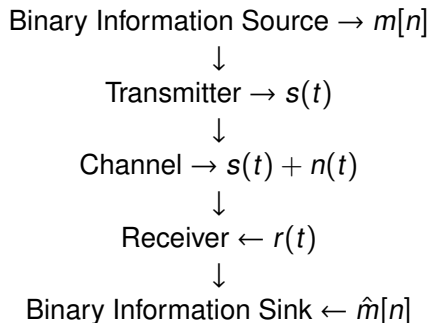 Binary Information Source → m[n]
↓
Transmitter → s(t)
↓
Channel → s(t) + n(t)
↓
Receiver ← r(t)
↓
Binary Information Sink ← m̂[n]